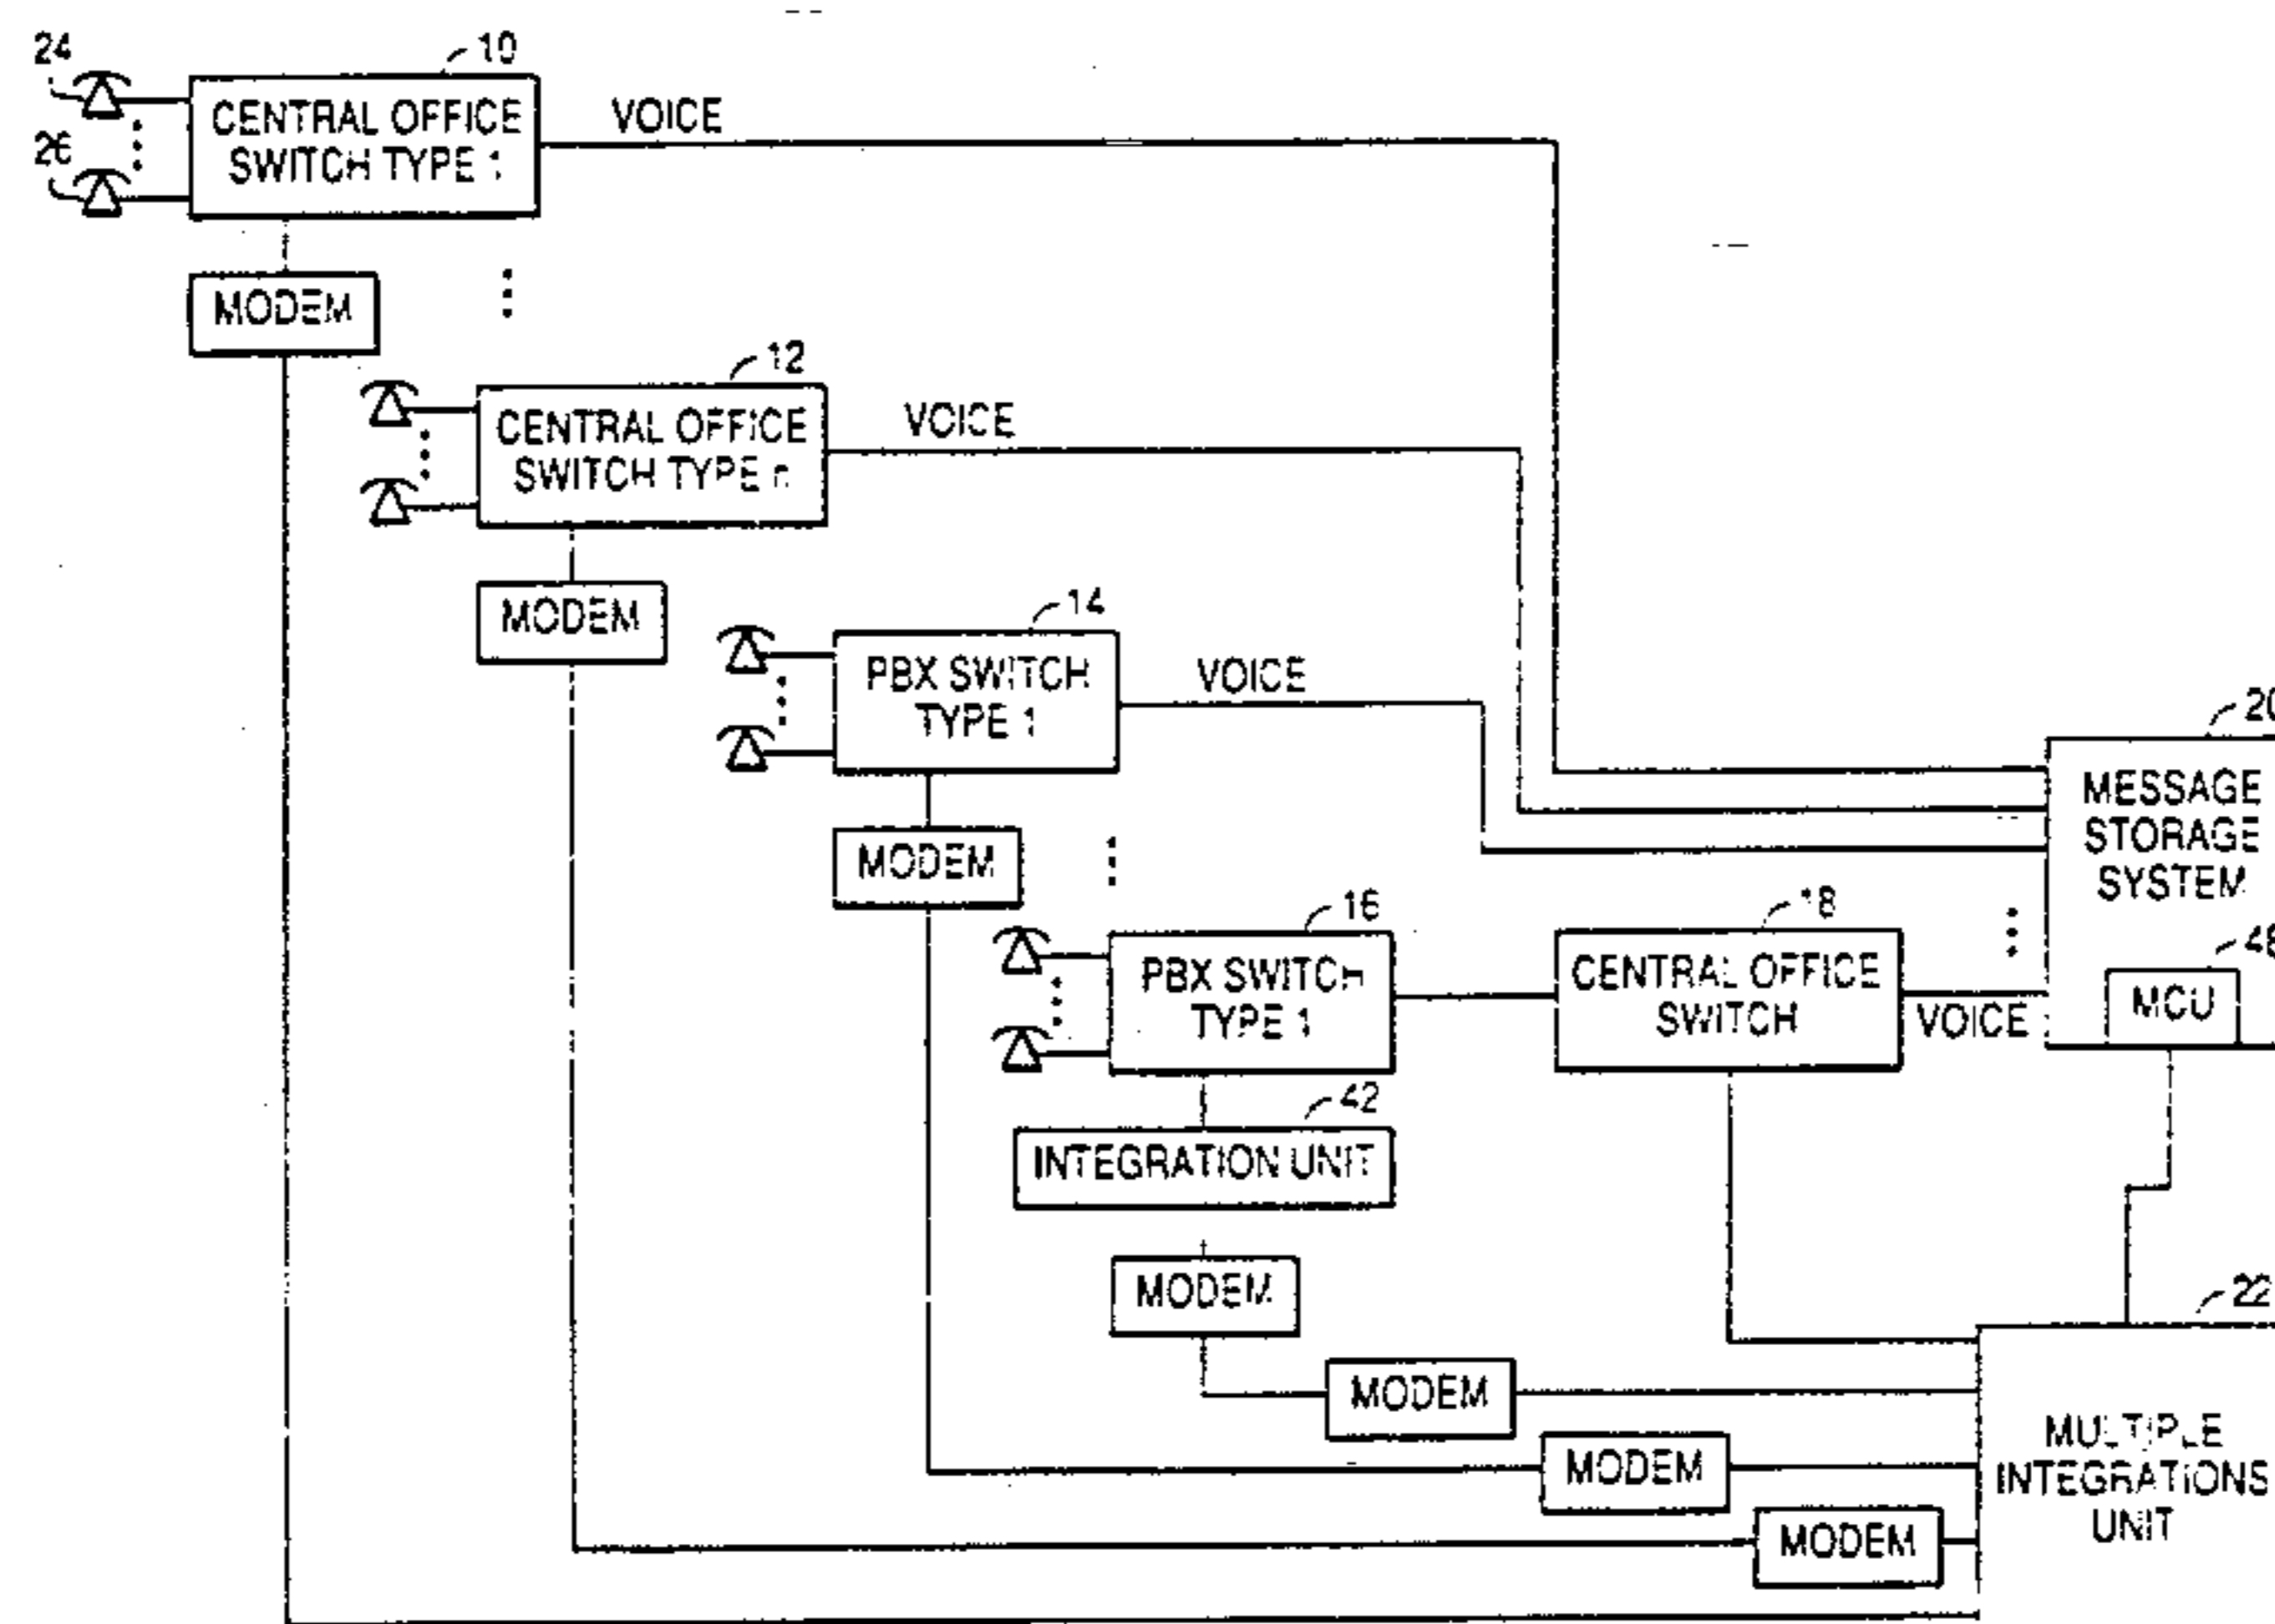 24
10
CENTRAL OFFICE
SWITCH TYPE 1
VOICE
26
MODEM
12
CENTRAL OFFICE
SWITCH TYPE n
VOICE
MODEM
14
PBX SWITCH
TYPE 1
VOICE
MODEM
20
MESSAGE
STORAGE
SYSTEM
16
PBX SWITCH
TYPE 1
18
CENTRAL OFFICE
SWITCH
VOICE
48
MCU
42
INTEGRATION UNIT
MODEM
22
MODEM
MODEM
MODEM
MULTIPLE
INTEGRATIONS
UNIT